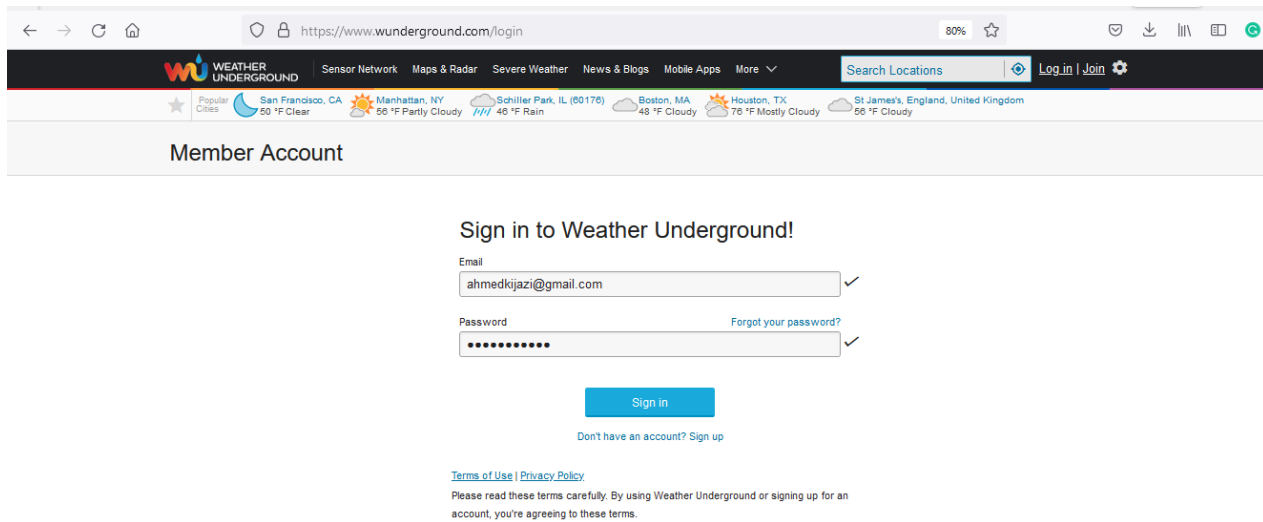 https://www.wunderground.com/login 80%
WEATHER UNDERGROUND Sensor Network Maps & Radar Severe Weather News & Blogs Mobile Apps More Search Locations Log in | Join
Popular Cities San Francisco, CA 50 °F Clear Manhattan, NY 56 °F Partly Cloudy Schiller Park, IL (60176) 46 °F Rain Boston, MA 48 °F Cloudy Houston, TX 76 °F Mostly Cloudy St James's, England, United Kingdom 56 °F Cloudy
Member Account
Sign in to Weather Underground!
Email
ahmedkijazi@gmail.com
Password Forgot your password?
•••••••••••
Sign in
Don't have an account? Sign up
Terms of Use | Privacy Policy
Please read these terms carefully. By using Weather Underground or signing up for an
account, you're agreeing to these terms.